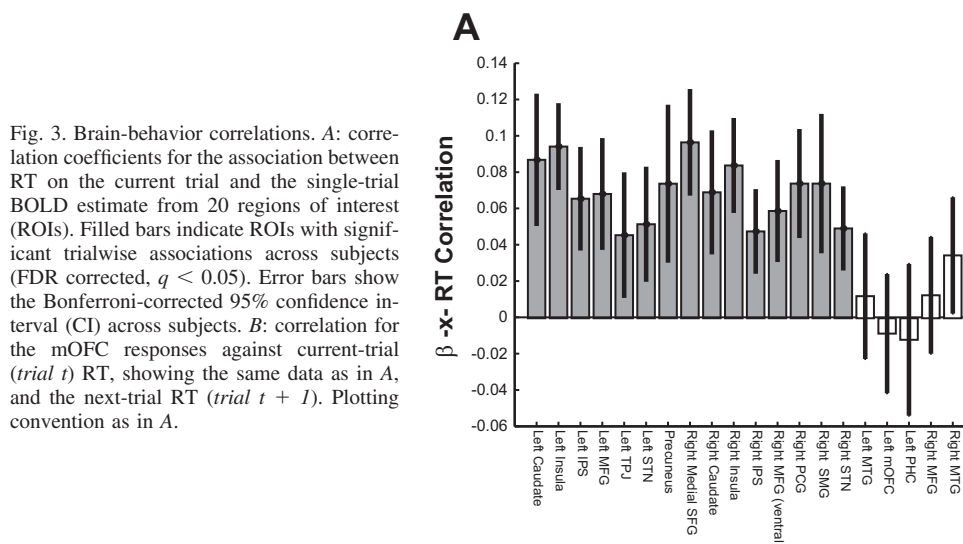 Fig. 3. Brain-behavior correlations. A: corre-
lation coefficients for the association between
RT on the current trial and the single-trial
BOLD estimate from 20 regions of interest
(ROIs). Filled bars indicate ROIs with signif-
icant trialwise associations across subjects
(FDR corrected, q < 0.05). Error bars show
the Bonferroni-corrected 95% confidence in-
terval (CI) across subjects. B: correlation for
the mOFC responses against current-trial
(trial t) RT, showing the same data as in A,
and the next-trial RT (trial t + 1). Plotting
convention as in A.
A
β -x- RT Correlation
0.14
0.12
0.1
0.08
0.06
0.04
0.02
0
-0.02
-0.04
-0.06
Left Caudate
Left Insula
Left IPS
Left MFG
Left TPJ
Left STN
Precuneus
Right Medial SFG
Right Caudate
Right Insula
Right IPS
Right MFG (ventral
Right PCG
Right SMG
Right STN
Left MTG
Left mOFC
Left PHC
Right MFG
Right MTG